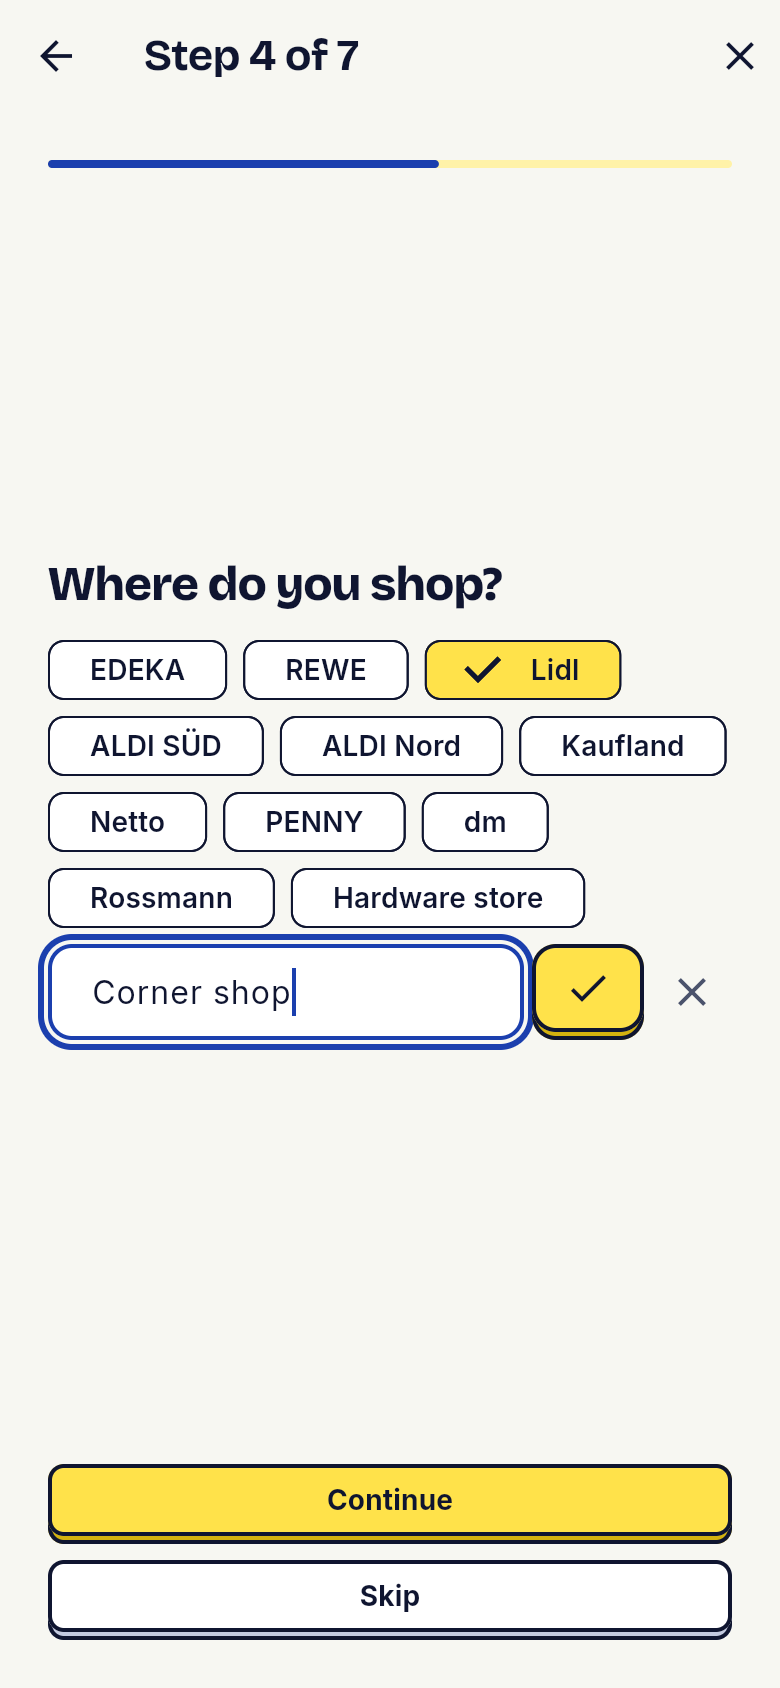 Step 4 of 7
Where do you shop?
EDEKA REWE Lidl
ALDI SÜD ALDI Nord Kaufland
Netto PENNY dm
Rossmann Hardware store
Corner shop
Continue
Skip